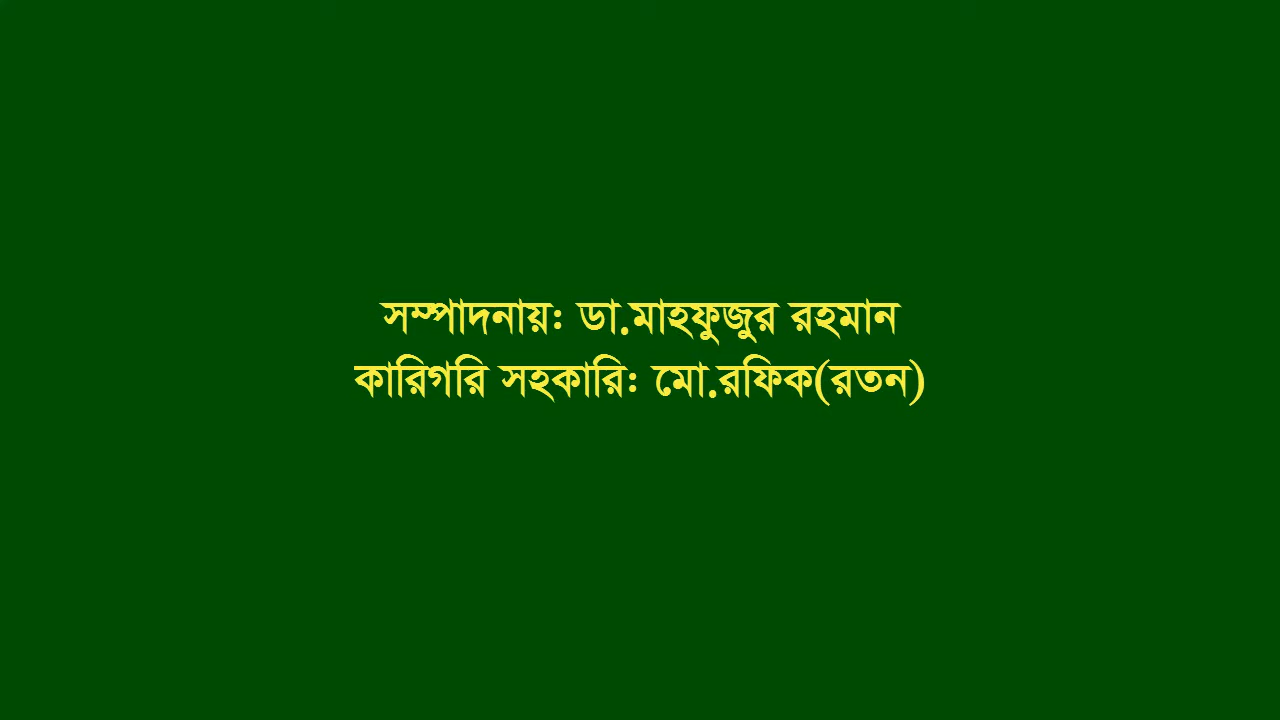 সম্পাদনায়ঃ ডা.মাহফুজুর রহমান
কারিগরি সহকারিঃ মো.রফিক(রতন)